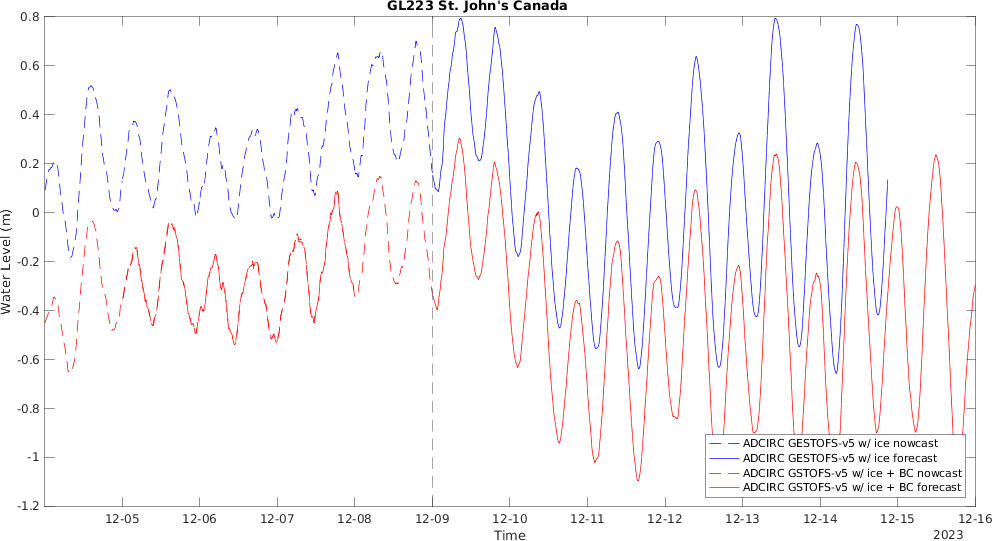 GL223 St. John's Canada
0.8
0.6
0.4
0.2
0
-0.2
-0.4
-0.6
-0.8
-1
-1.2
Water Level (m)
ADCIRC GESTOFS-v5 w/ ice nowcast
ADCIRC GESTOFS-v5 w/ ice forecast
ADCIRC GSTOFS-v5 w/ ice + BC nowcast
ADCIRC GSTOFS-v5 w/ ice + BC forecast
12-05 12-06 12-07 12-08 12-09 12-10 12-11 12-12 12-13 12-14 12-15 12-16
Time
2023